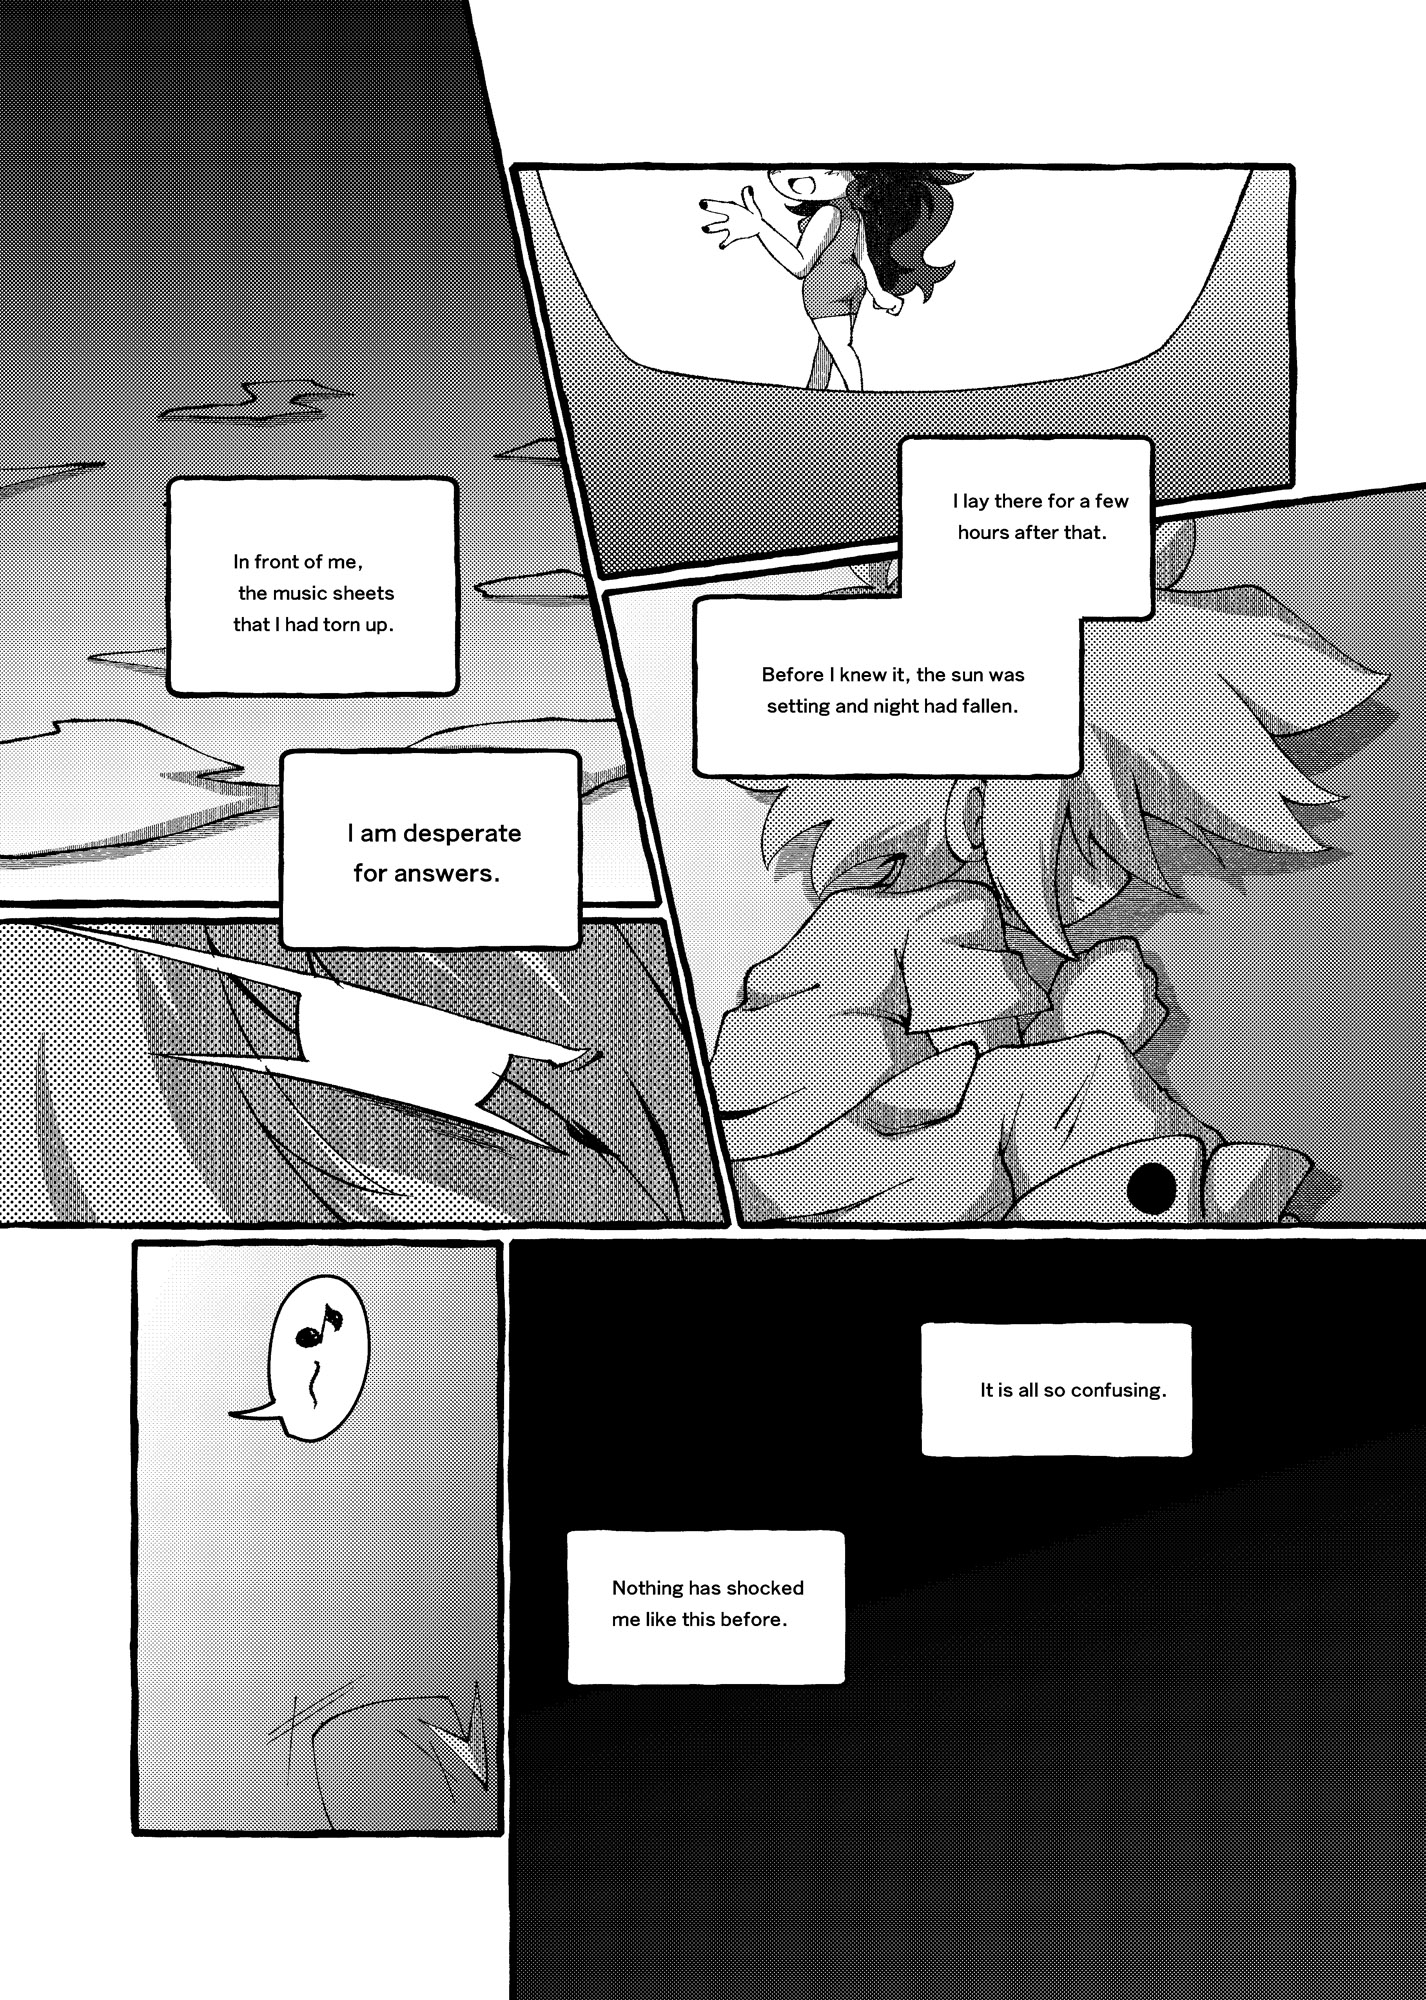 I lay there for a few
hours after that.
Before I knew it, the sun was
setting and night had fallen.
In front of me,
the music sheets
that I had torn up.
I am desperate
for answers.
It is all so confusing.
Nothing has shocked
me like this before.